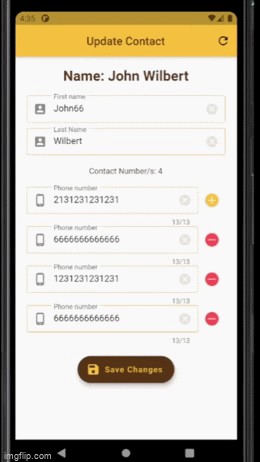 4:35
Update Contact
Name: John Wilbert
First name
John66
Last Name
Wilbert
Contact Number/s: 4
Phone number
2131231231231
13/13
Phone number
6666666666666
13/13
Phone number
1231231231231
13/13
Phone number
6666666666666
13/13
Save Changes
imgflip.com